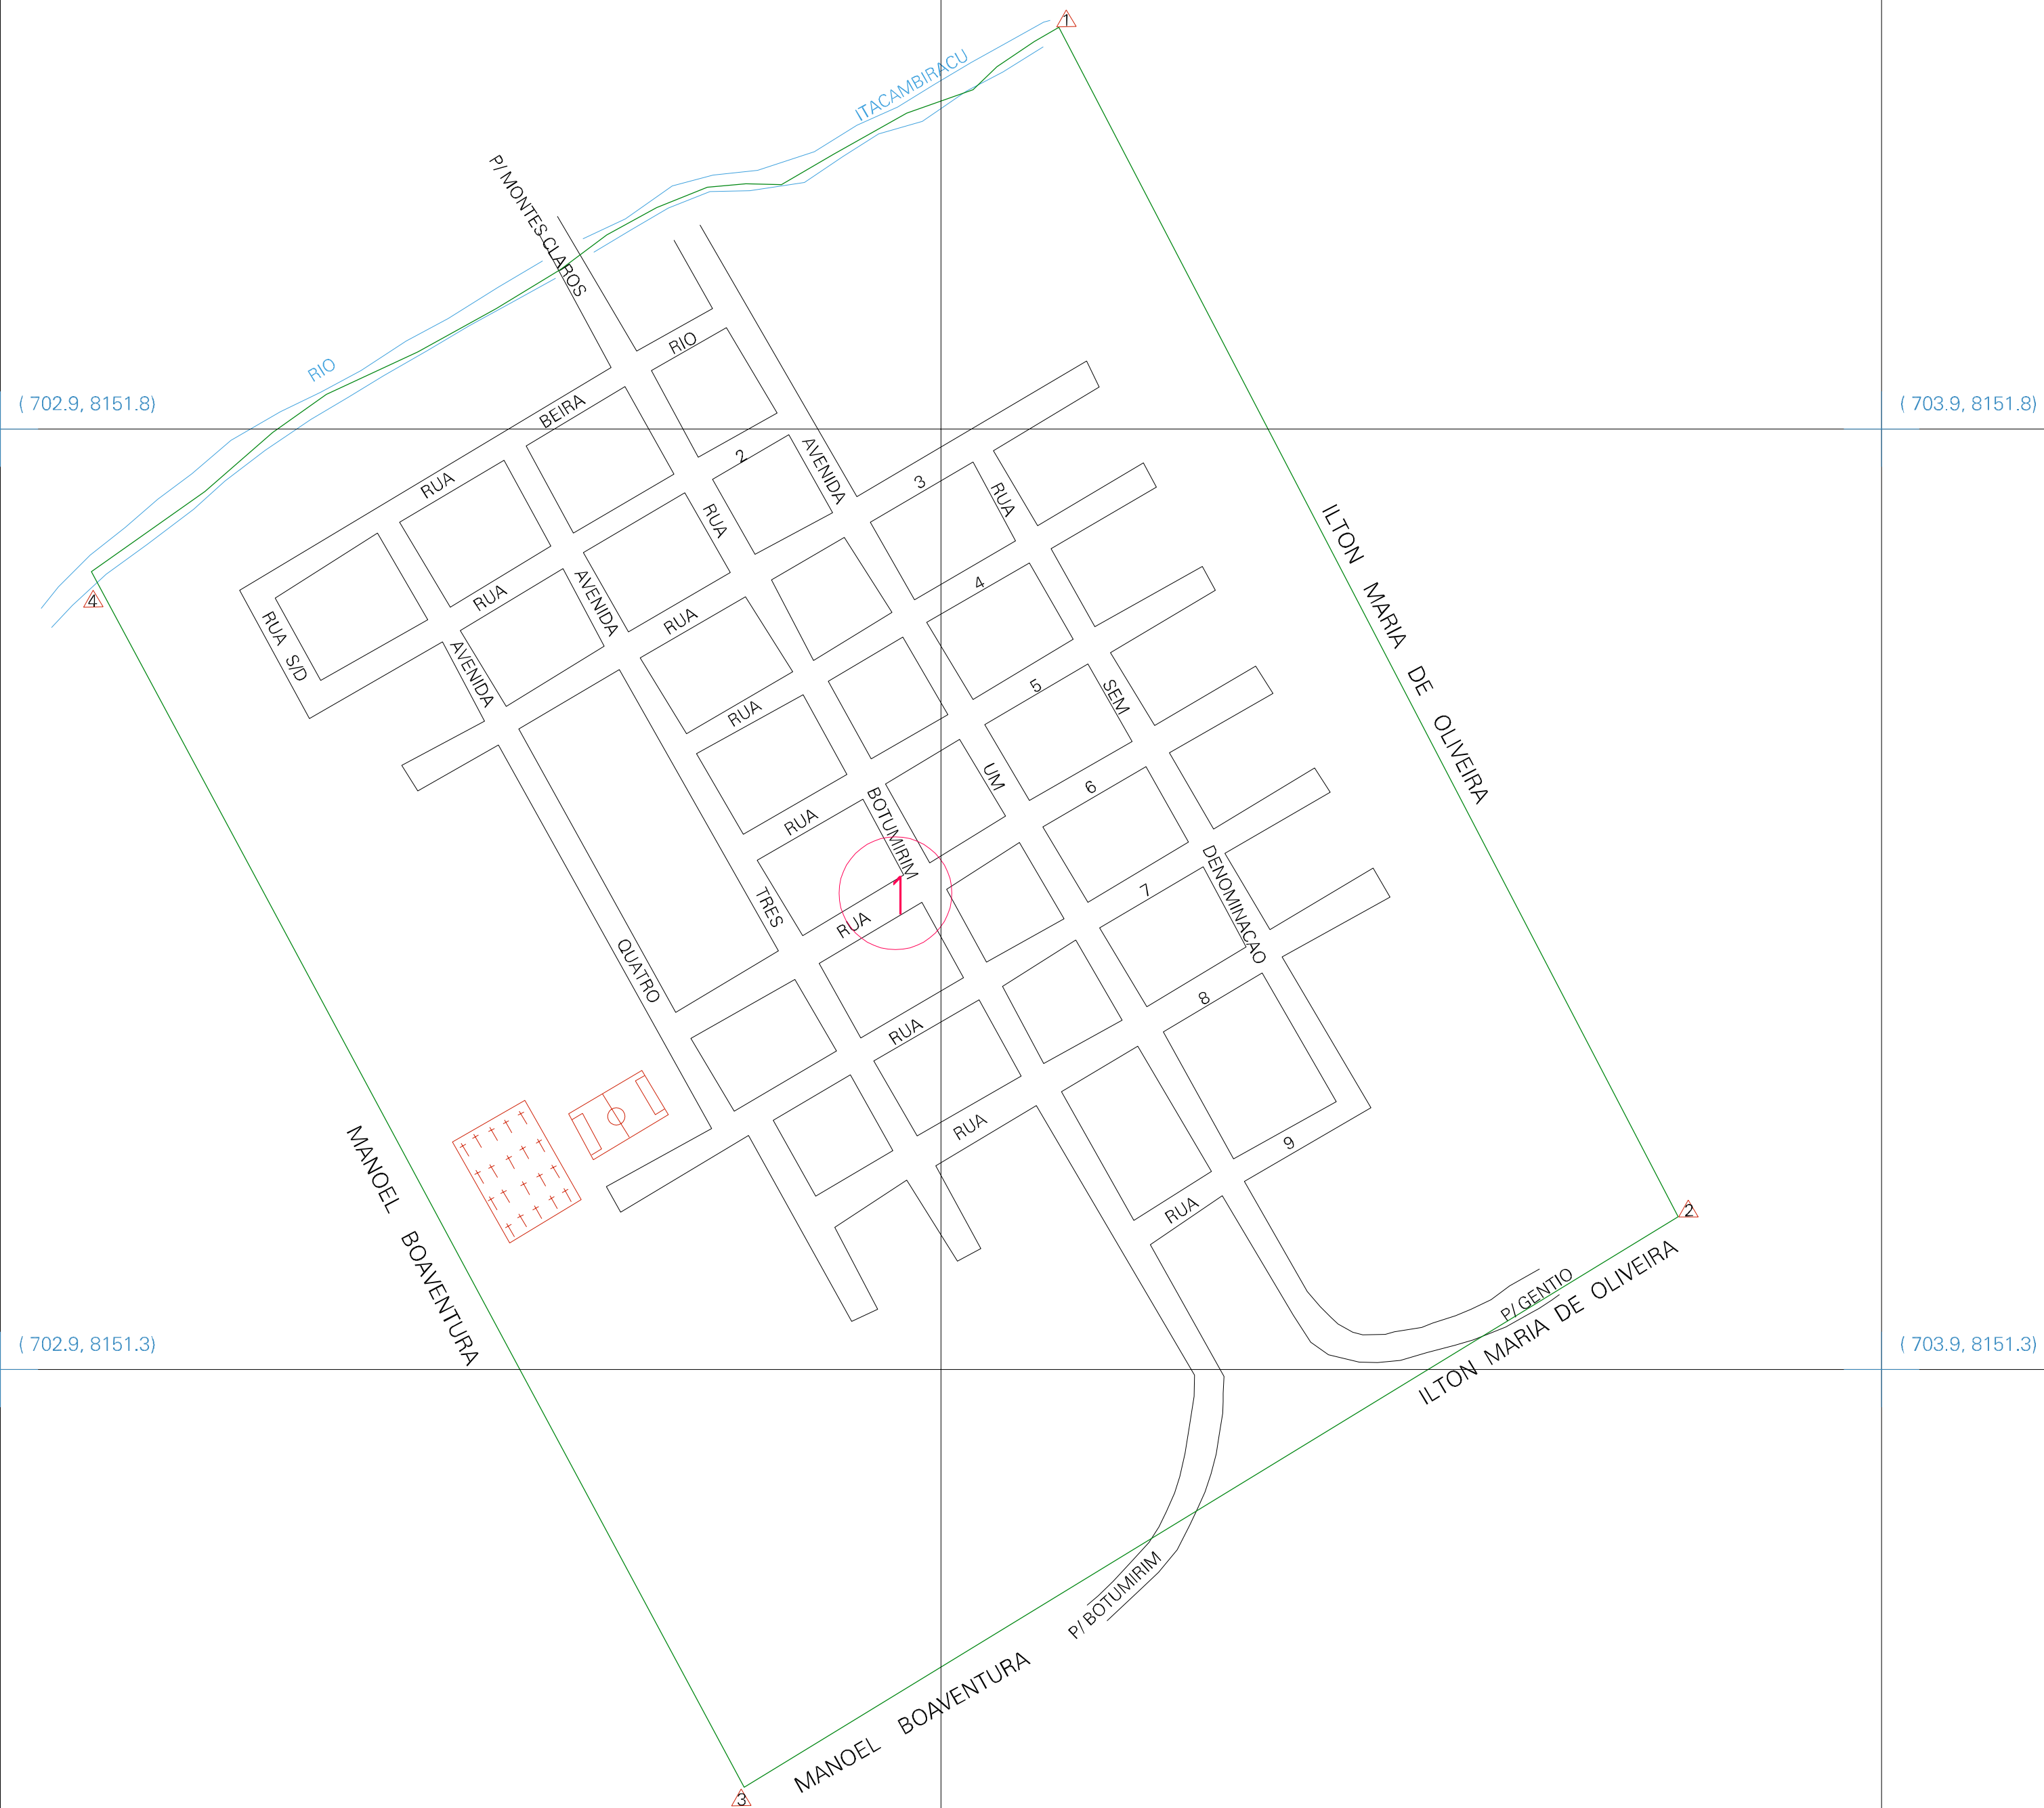 1
ITACAMBIRACU
P/ MONTES CLAROS
RIO
RIO
( 702.9, 8151.8)
( 703.9, 8151.8)
BEIRA
RUA
2
AVENIDA
3
RUA
RUA
ILTON MARIA DE OLIVEIRA
4
RUA S/D
RUA
AVENIDA
RUA
4
AVENIDA
RUA
5
SEM
UM
6
BOTUMIRIM
RUA
7
DENOMINACAO
TRES
1
RUA
QUATRO
8
RUA
RUA
9
MANOEL BOAVENTURA
RUA
2
P/ GENTIO
ILTON MARIA DE OLIVEIRA
( 702.9, 8151.3)
( 703.9, 8151.3)
P/ BOTUMIRIM
MANOEL BOAVENTURA
3